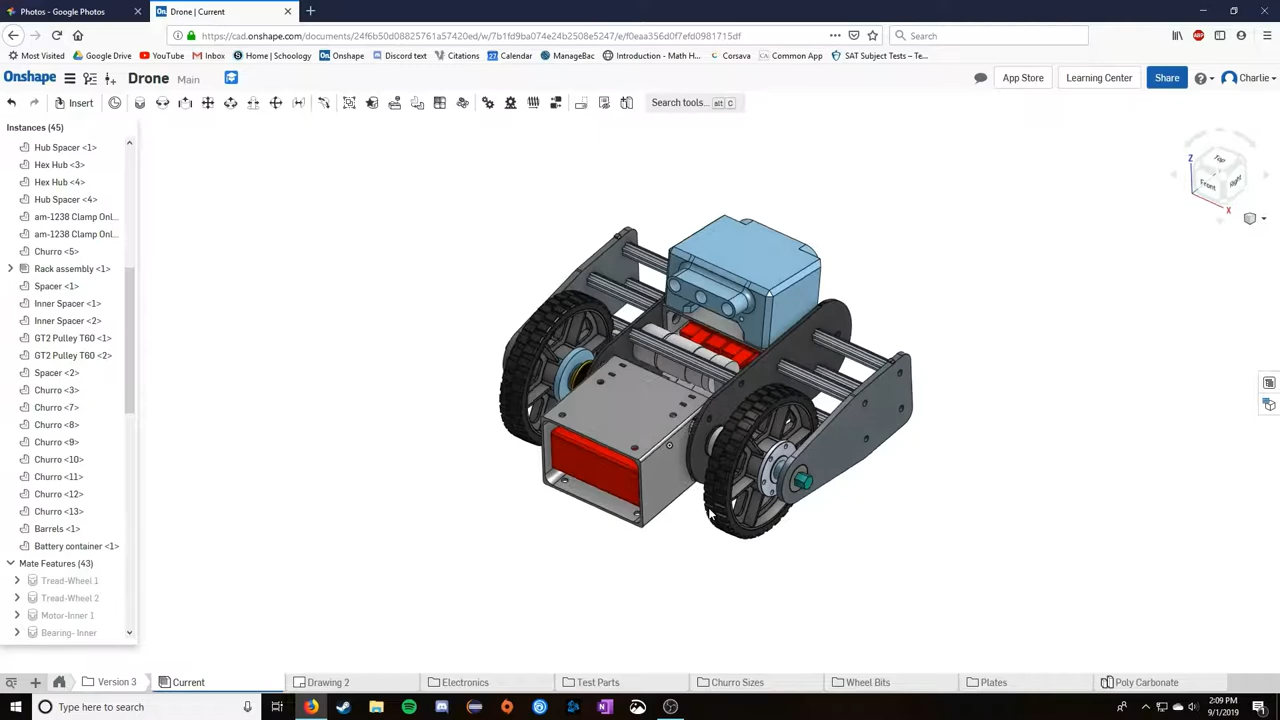 Photos - Google Photos
Drone | Current
https://cad.onshape.com/documents/24f6b50d08825761a57420ed/w/7b1fd9ba074e24b2508e5247/e/f0eaa356d0f7efd0981715df
Search
Most Visited Google Drive YouTube Inbox Home | Schoology Onshape Discord text Citations Calendar ManageBac Introduction - Math H... Corsava Common App SAT Subject Tests – Te...
Onshape Drone Main App Store Learning Center Share Charlie
Insert Search tools... alt C
Instances (45)
Hub Spacer <1>
Hex Hub <3>
Hex Hub <4>
Hub Spacer <4>
am-1238 Clamp Onl...
am-1238 Clamp Onl...
Churro <5>
Rack assembly <1>
Spacer <1>
Inner Spacer <1>
Inner Spacer <2>
GT2 Pulley T60 <1>
GT2 Pulley T60 <2>
Spacer <2>
Churro <3>
Churro <7>
Churro <8>
Churro <9>
Churro <10>
Churro <11>
Churro <12>
Churro <13>
Barrels <1>
Battery container <1>
Mate Features (43)
Tread-Wheel 1
Tread-Wheel 2
Motor-Inner 1
Bearing- Inner
Z
Top
Front
Right
X
Version 3 Current Drawing 2 Electronics Test Parts Churro Sizes Wheel Bits Plates Poly Carbonate
Type here to search
2:09 PM
9/1/2019